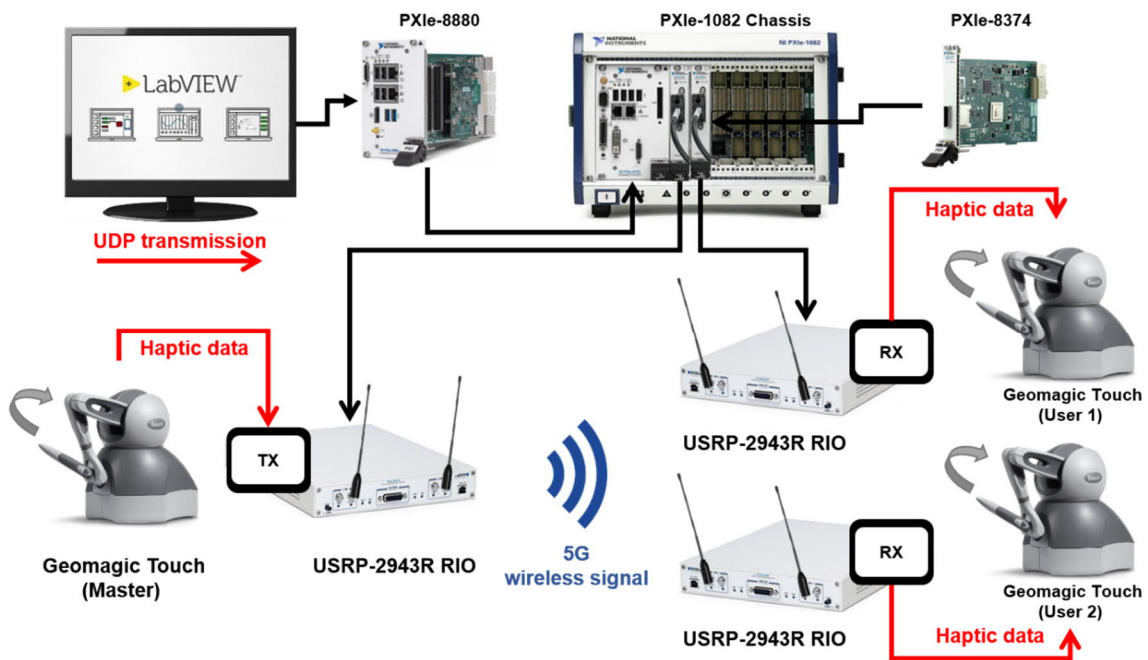 PXIe-8880
PXIe-1082 Chassis
PXIe-8374
NATIONAL
INSTRUMENTS
NI PXIe-1082
LabVIEW
UDP transmission
Haptic data
Haptic data
TX
RX
Geomagic Touch
(User 1)
USRP-2943R RIO
Geomagic Touch
(Master)
USRP-2943R RIO
5G
wireless signal
RX
Geomagic Touch
(User 2)
USRP-2943R RIO
Haptic data